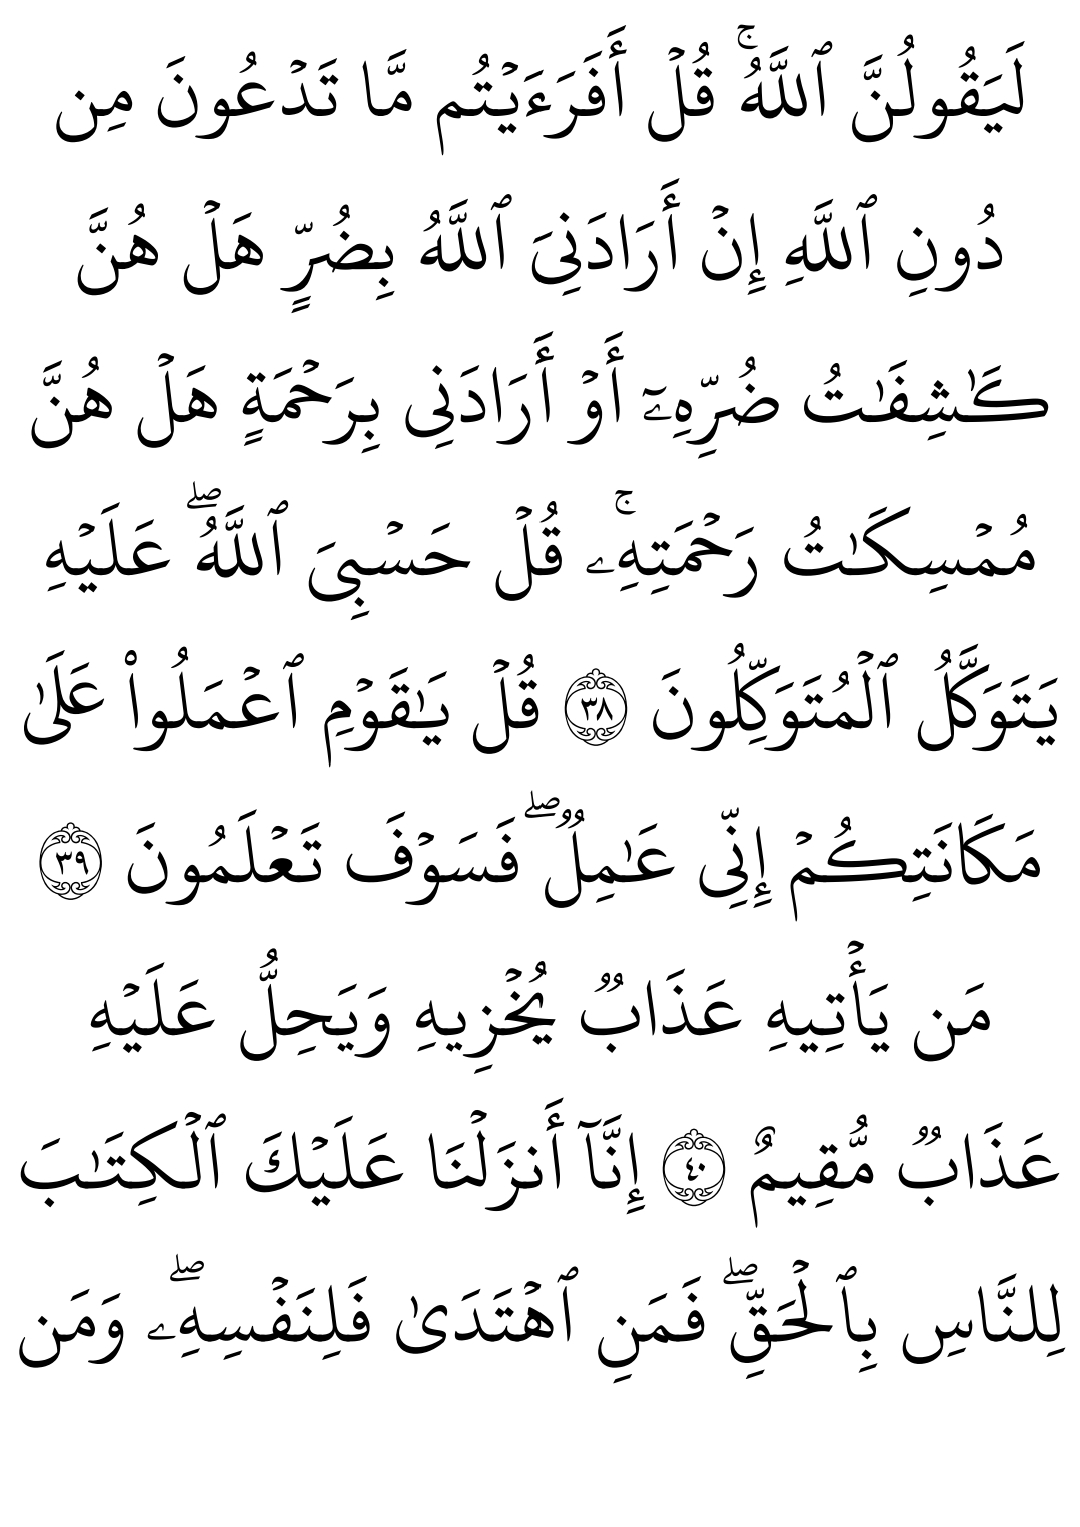 لَيَقُولُنَّ ٱللَّهُۚ قُلۡ أَفَرَءَيۡتُم مَّا تَدۡعُونَ مِن
دُونِ ٱللَّهِ إِنۡ أَرَادَنِيَ ٱللَّهُ بِضُرٍّ هَلۡ هُنَّ
كَٰشِفَٰتُ ضُرِّهِۦٓ أَوۡ أَرَادَنِي بِرَحۡمَةٍ هَلۡ هُنَّ
مُمۡسِكَٰتُ رَحۡمَتِهِۦۚ قُلۡ حَسۡبِيَ ٱللَّهُۖ عَلَيۡهِ
يَتَوَكَّلُ ٱلۡمُتَوَكِّلُونَ ٣٨ قُلۡ يَٰقَوۡمِ ٱعۡمَلُواْ عَلَىٰ
مَكَانَتِكُمۡ إِنِّي عَٰمِلٞۖ فَسَوۡفَ تَعۡلَمُونَ ٣٩
مَن يَأۡتِيهِ عَذَابٞ يُخۡزِيهِ وَيَحِلُّ عَلَيۡهِ
عَذَابٞ مُّقِيمٌ ٤٠ إِنَّآ أَنزَلۡنَا عَلَيۡكَ ٱلۡكِتَٰبَ
لِلنَّاسِ بِٱلۡحَقِّۖ فَمَنِ ٱهۡتَدَىٰ فَلِنَفۡسِهِۦۖ وَمَن